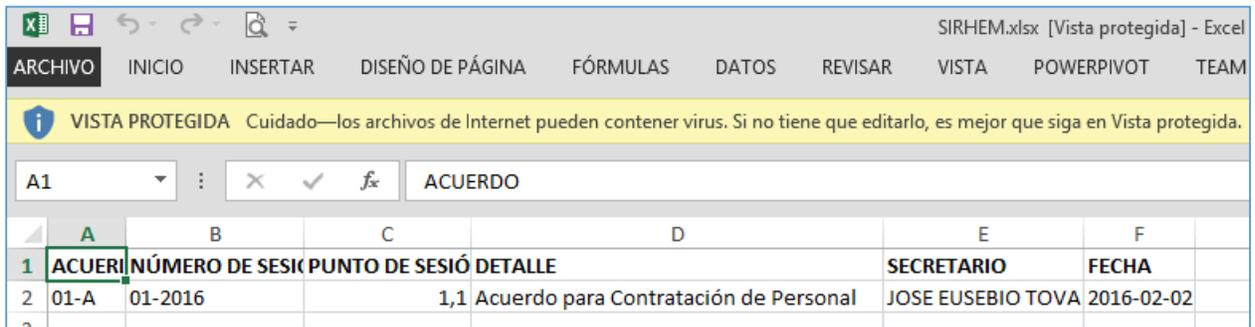 SIRHEM.xlsx [Vista protegida] - Excel
ARCHIVO INICIO INSERTAR DISEÑO DE PÁGINA FÓRMULAS DATOS REVISAR VISTA POWERPIVOT TEAM
VISTA PROTEGIDA Cuidado—los archivos de Internet pueden contener virus. Si no tiene que editarlo, es mejor que siga en Vista protegida.
A1 fx ACUERDO
A B C D E F
1 ACUERI NÚMERO DE SESI PUNTO DE SESIÓ DETALLE SECRETARIO FECHA
2 01-A 01-2016 1,1 Acuerdo para Contratación de Personal JOSE EUSEBIO TOVA 2016-02-02